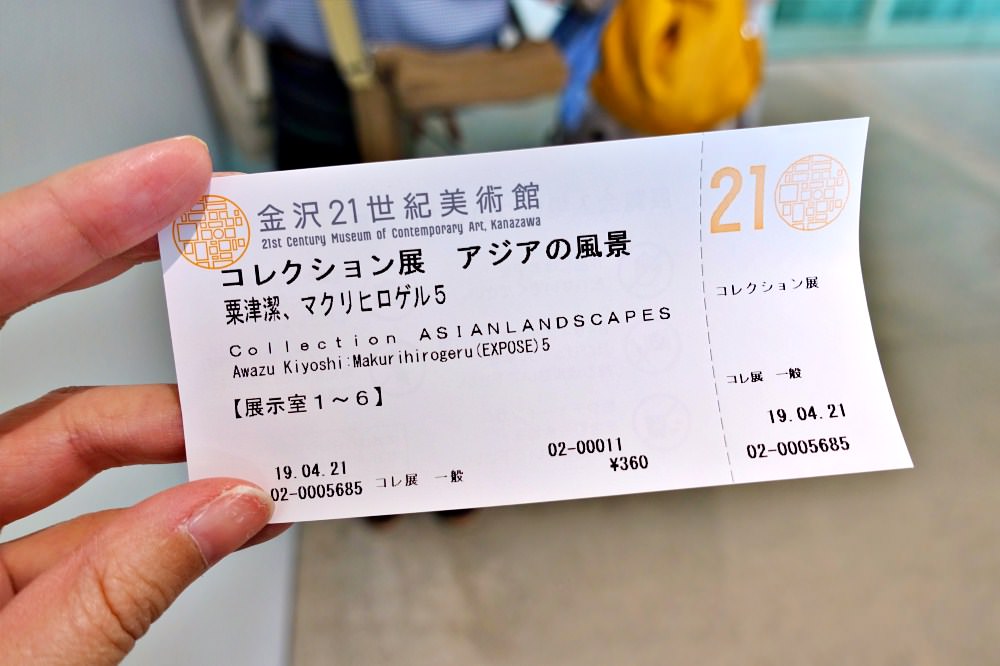 金沢21世紀美術館
21st Century Museum of Contemporary Art, Kanazawa
コレクション展　アジアの風景
粟津潔、マクリヒロゲル5
Collection ASIANLANDSCAPES
Awazu Kiyoshi:Makurihirogeru(EXPOSE)5
【展示室1～6】
19.04.21
02-0005685 コレ展 一般
02-00011
¥360
21
コレクション展
コレ展 一般
19.04.21
02-0005685